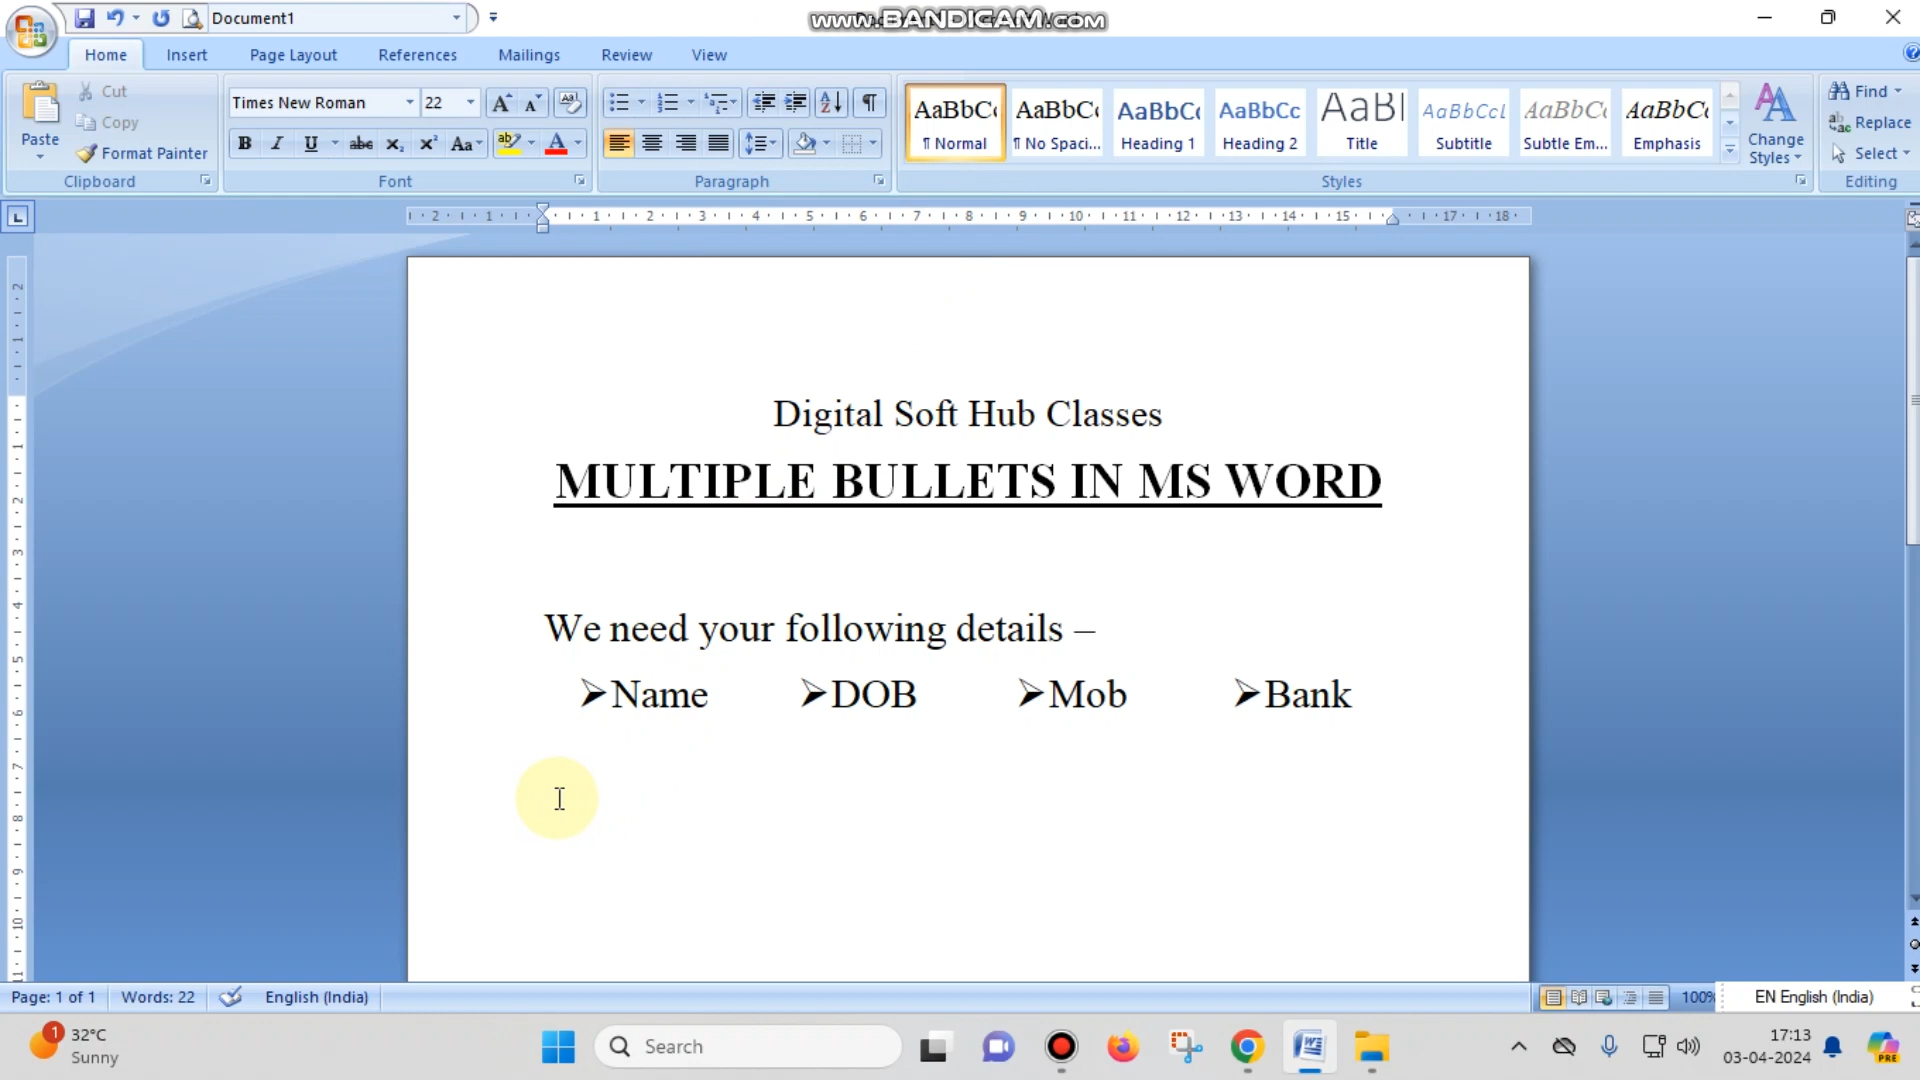 Document1
www.BANDICAM.com
Home Insert Page Layout References Mailings Review View
Paste
Cut
Copy
Format Painter
Clipboard
Times New Roman 22
Font
Paragraph
AaBbCc AaBbCc AaBbCc AaBbCc AaBl AaBbCcL AaBbCc AaBbCc
¶ Normal ¶ No Spaci... Heading 1 Heading 2 Title Subtitle Subtle Em... Emphasis
Change Styles
Styles
Find
Replace
Select
Editing
Digital Soft Hub Classes
MULTIPLE BULLETS IN MS WORD
We need your following details –
➢Name ➢DOB ➢Mob ➢Bank
Page: 1 of 1 Words: 22 English (India) 100% EN English (India)
1
32°C
Sunny
Search
17:13
03-04-2024
PRE